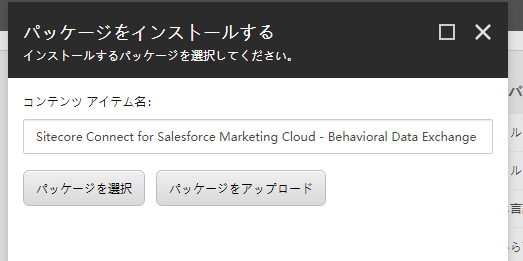 パッケージをインストールする
インストールするパッケージを選択してください。
コンテンツ アイテム名:
Sitecore Connect for Salesforce Marketing Cloud - Behavioral Data Exchange
パッケージを選択
パッケージをアップロード